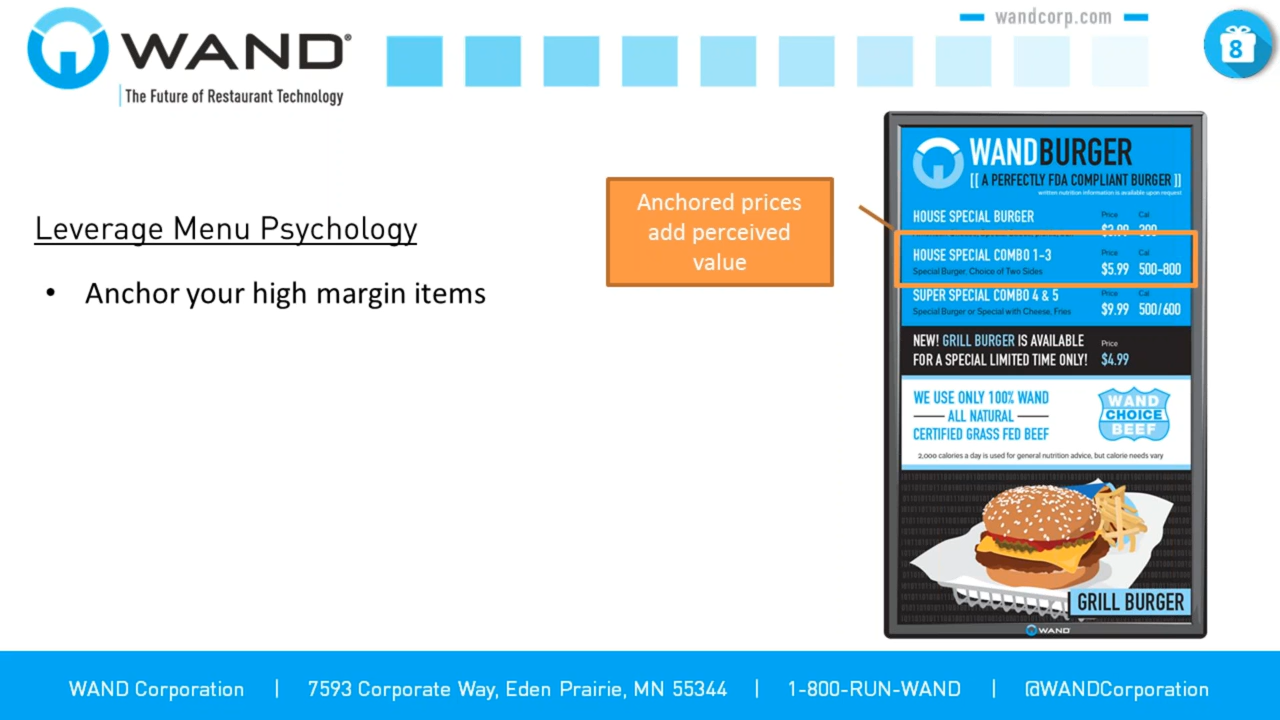 wandcorp.com
WAND®
The Future of Restaurant Technology
8
Leverage Menu Psychology
• Anchor your high margin items
Anchored prices
add perceived
value
WANDBURGER
[[ A PERFECTLY FDA COMPLIANT BURGER ]]
written nutrition information is available upon request
HOUSE SPECIAL BURGER
Price Cal
$3.99 300
HOUSE SPECIAL COMBO 1-3
Price Cal
Special Burger, Choice of Two Sides
$5.99 500-800
SUPER SPECIAL COMBO 4 & 5
Price Cal
Special Burger or Special with Cheese, Fries
$9.99 500/600
NEW! GRILL BURGER IS AVAILABLE
FOR A SPECIAL LIMITED TIME ONLY!
Price
$4.99
WE USE ONLY 100% WAND
ALL NATURAL
CERTIFIED GRASS FED BEEF
WAND
CHOICE
BEEF
2,000 calories a day is used for general nutrition advice, but calorie needs vary
GRILL BURGER
WAND
WAND Corporation | 7593 Corporate Way, Eden Prairie, MN 55344 | 1-800-RUN-WAND | @WANDCorporation